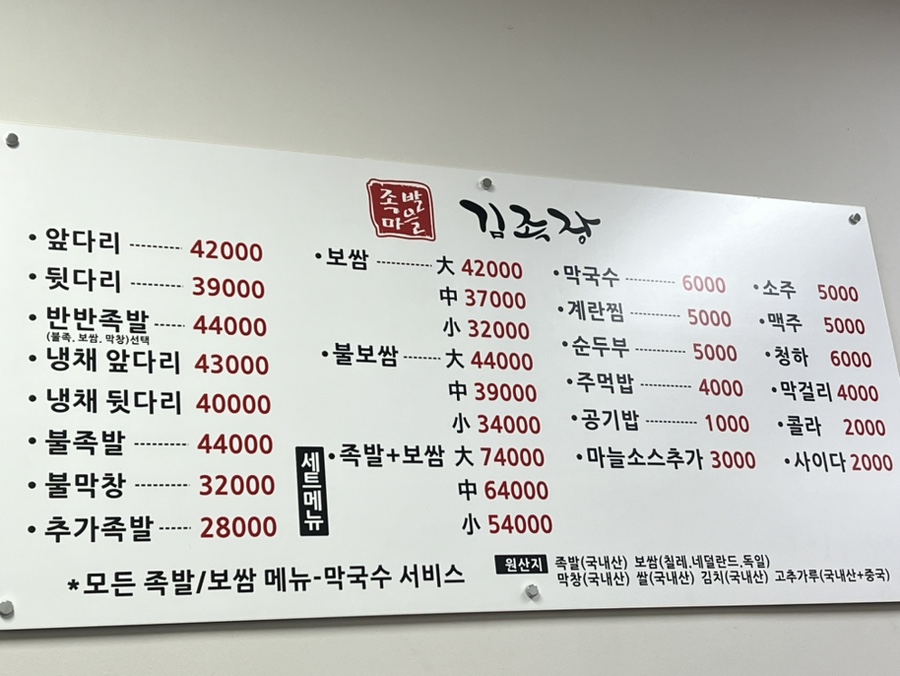 족발
마을
김족장
• 앞다리 -------- 42000
• 뒷다리 -------- 39000
• 반반족발 ----- 44000
(불족. 보쌈. 막창)선택
• 냉채 앞다리 43000
• 냉채 뒷다리 40000
• 불족발 -------- 44000
• 불막창 -------- 32000
• 추가족발 ----- 28000
• 보쌈 --------- 大 42000
中 37000
小 32000
• 불보쌈 ------ 大 44000
中 39000
小 34000
세트메뉴
• 족발+보쌈 大 74000
中 64000
小 54000
• 막국수 -------- 6000
• 계란찜 -------- 5000
• 순두부 -------- 5000
• 주먹밥 -------- 4000
• 공기밥 -------- 1000
• 마늘소스추가 3000
• 소주 5000
• 맥주 5000
• 청하 6000
• 막걸리 4000
• 콜라 2000
• 사이다 2000
*모든 족발/보쌈 메뉴-막국수 서비스
원산지 족발(국내산) 보쌈(칠레.네덜란드.독일)
막창(국내산) 쌀(국내산) 김치(국내산) 고추가루(국내산+중국)